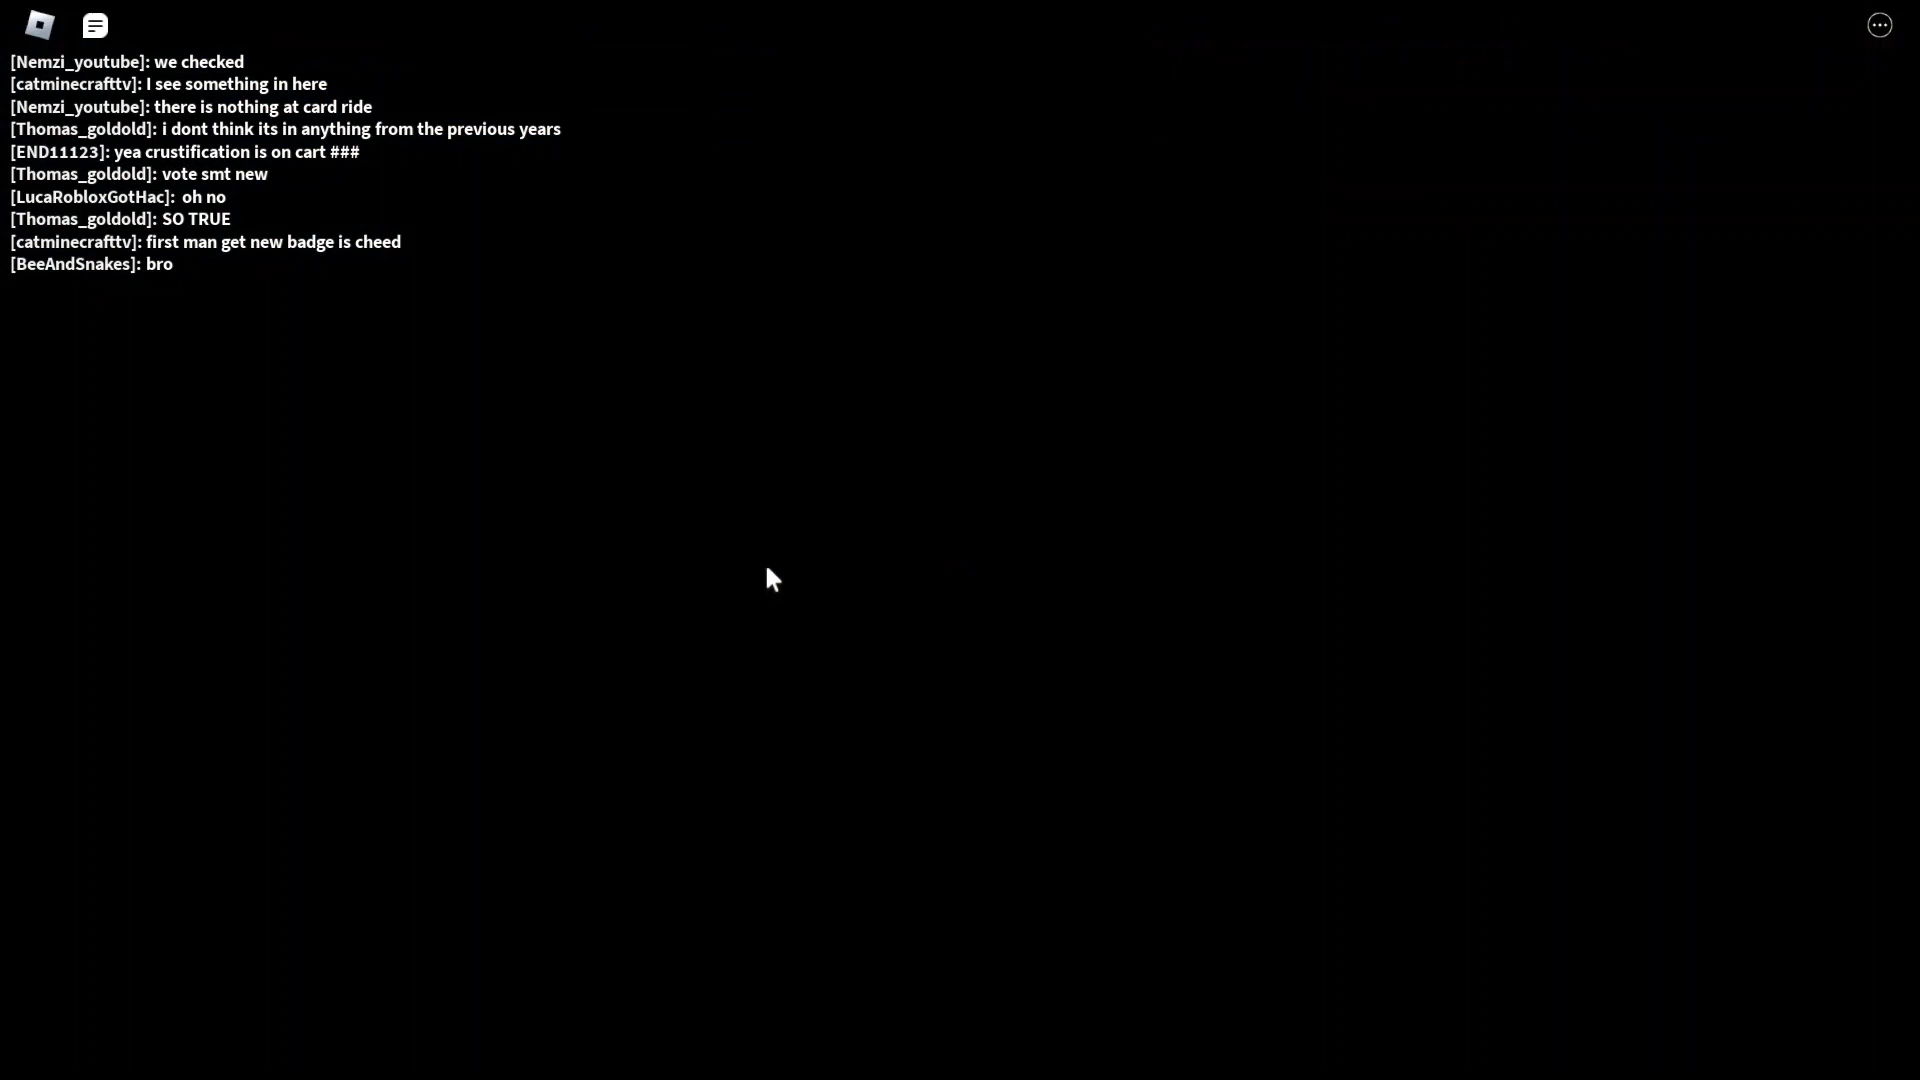 [Nemzi_youtube]: we checked
[catminecrafttv]: I see something in here
[Nemzi_youtube]: there is nothing at card ride
[Thomas_goldold]: i dont think its in anything from the previous years
[END11123]: yea crustification is on cart ###
[Thomas_goldold]: vote smt new
[LucaRobloxGotHac]: oh no
[Thomas_goldold]: SO TRUE
[catminecrafttv]: first man get new badge is cheed
[BeeAndSnakes]: bro